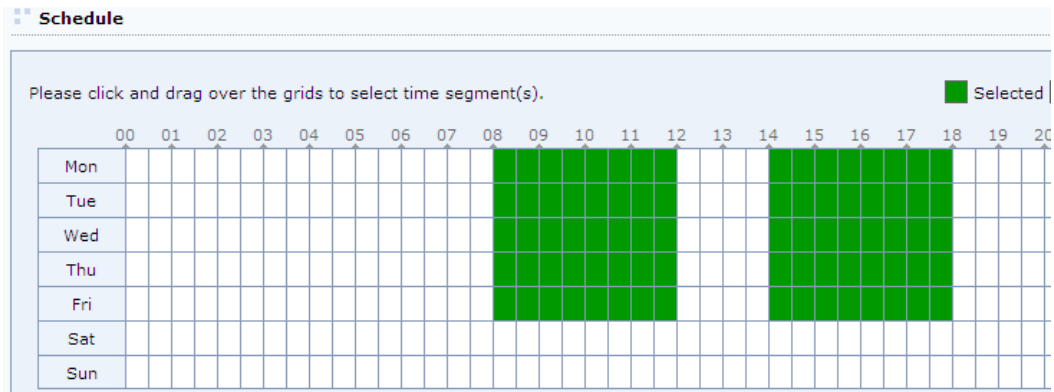 Schedule
Please click and drag over the grids to select time segment(s).
Selected
00 01 02 03 04 05 06 07 08 09 10 11 12 13 14 15 16 17 18 19 20
Mon
Tue
Wed
Thu
Fri
Sat
Sun